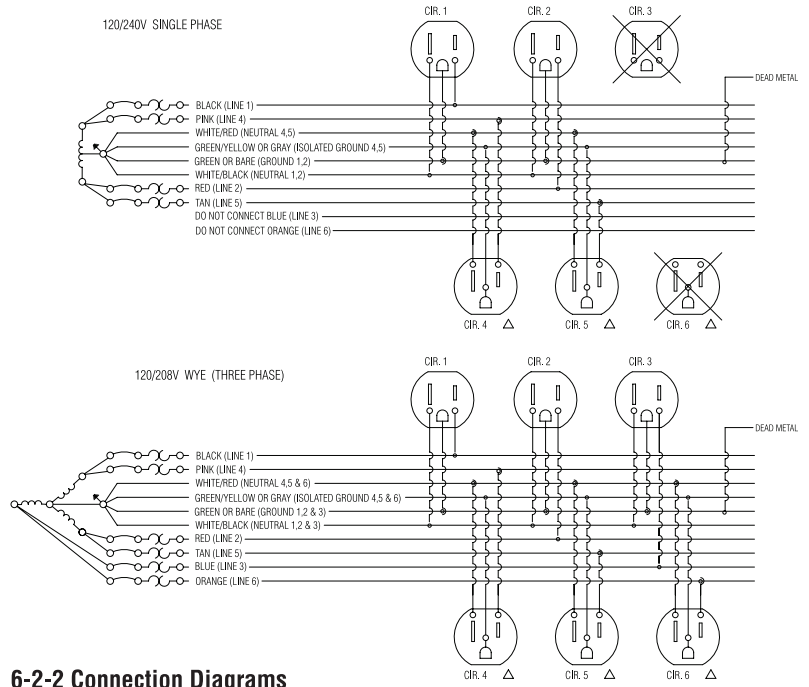 120/240V SINGLE PHASE
CIR. 1
CIR. 2
CIR. 3
DEAD METAL
BLACK (LINE 1)
PINK (LINE 4)
WHITE/RED (NEUTRAL 4,5)
GREEN/YELLOW OR GRAY (ISOLATED GROUND 4,5)
GREEN OR BARE (GROUND 1,2)
WHITE/BLACK (NEUTRAL 1,2)
RED (LINE 2)
TAN (LINE 5)
DO NOT CONNECT BLUE (LINE 3)
DO NOT CONNECT ORANGE (LINE 6)
CIR. 4 △
CIR. 5 △
CIR. 6 △
120/208V WYE (THREE PHASE)
CIR. 1
CIR. 2
CIR. 3
DEAD METAL
BLACK (LINE 1)
PINK (LINE 4)
WHITE/RED (NEUTRAL 4,5 & 6)
GREEN/YELLOW OR GRAY (ISOLATED GROUND 4,5 & 6)
GREEN OR BARE (GROUND 1,2 & 3)
WHITE/BLACK (NEUTRAL 1,2 & 3)
RED (LINE 2)
TAN (LINE 5)
BLUE (LINE 3)
ORANGE (LINE 6)
CIR. 4 △
CIR. 5 △
CIR. 6 △
6-2-2 Connection Diagrams